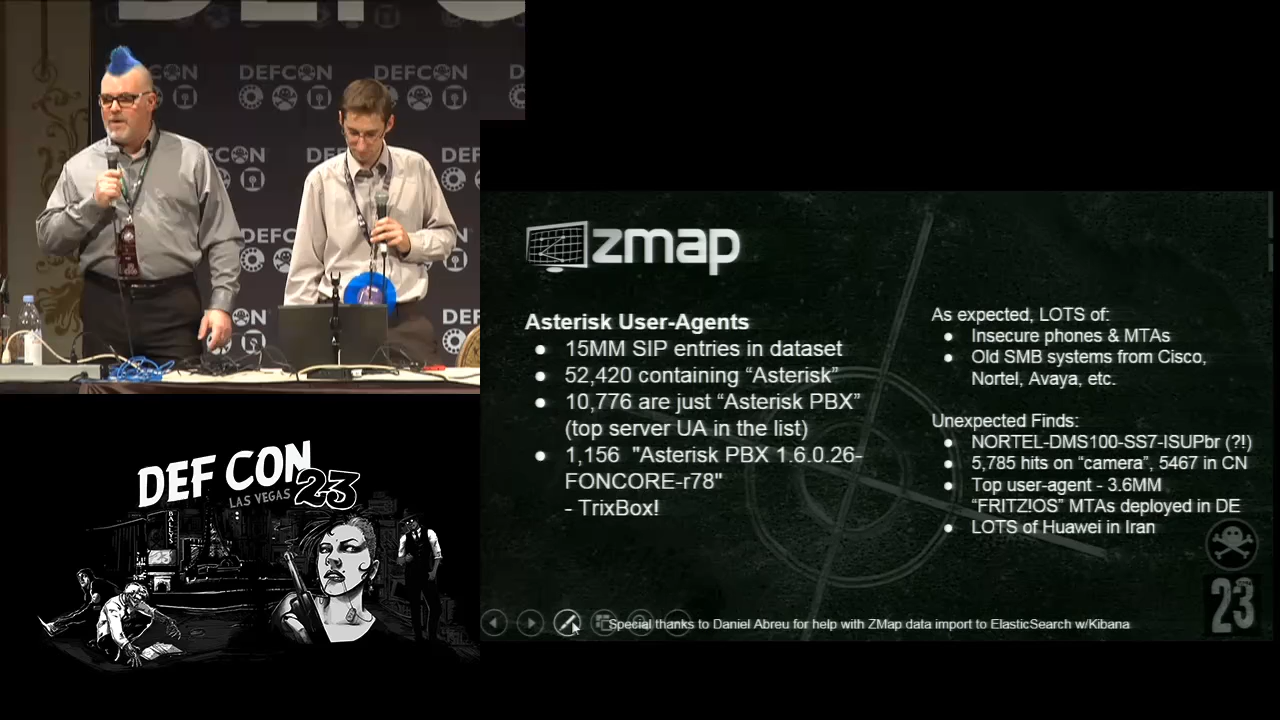 DEFCON
DEFCON
DEFCON
zmap
Asterisk User-Agents
● 15MM SIP entries in dataset
● 52,420 containing “Asterisk”
● 10,776 are just “Asterisk PBX”
(top server UA in the list)
● 1,156 "Asterisk PBX 1.6.0.26-
FONCORE-r78"
- TrixBox!
As expected, LOTS of:
● Insecure phones & MTAs
● Old SMB systems from Cisco,
Nortel, Avaya, etc.
Unexpected Finds:
● NORTEL-DMS100-SS7-ISUPbr (?!)
● 5,785 hits on “camera”, 5467 in CN
● Top user-agent - 3.6MM
“FRITZ!OS” MTAs deployed in DE
● LOTS of Huawei in Iran
23
Special thanks to Daniel Abreu for help with ZMap data import to ElasticSearch w/Kibana
DEF CON
LAS VEGAS 23
BALLYS